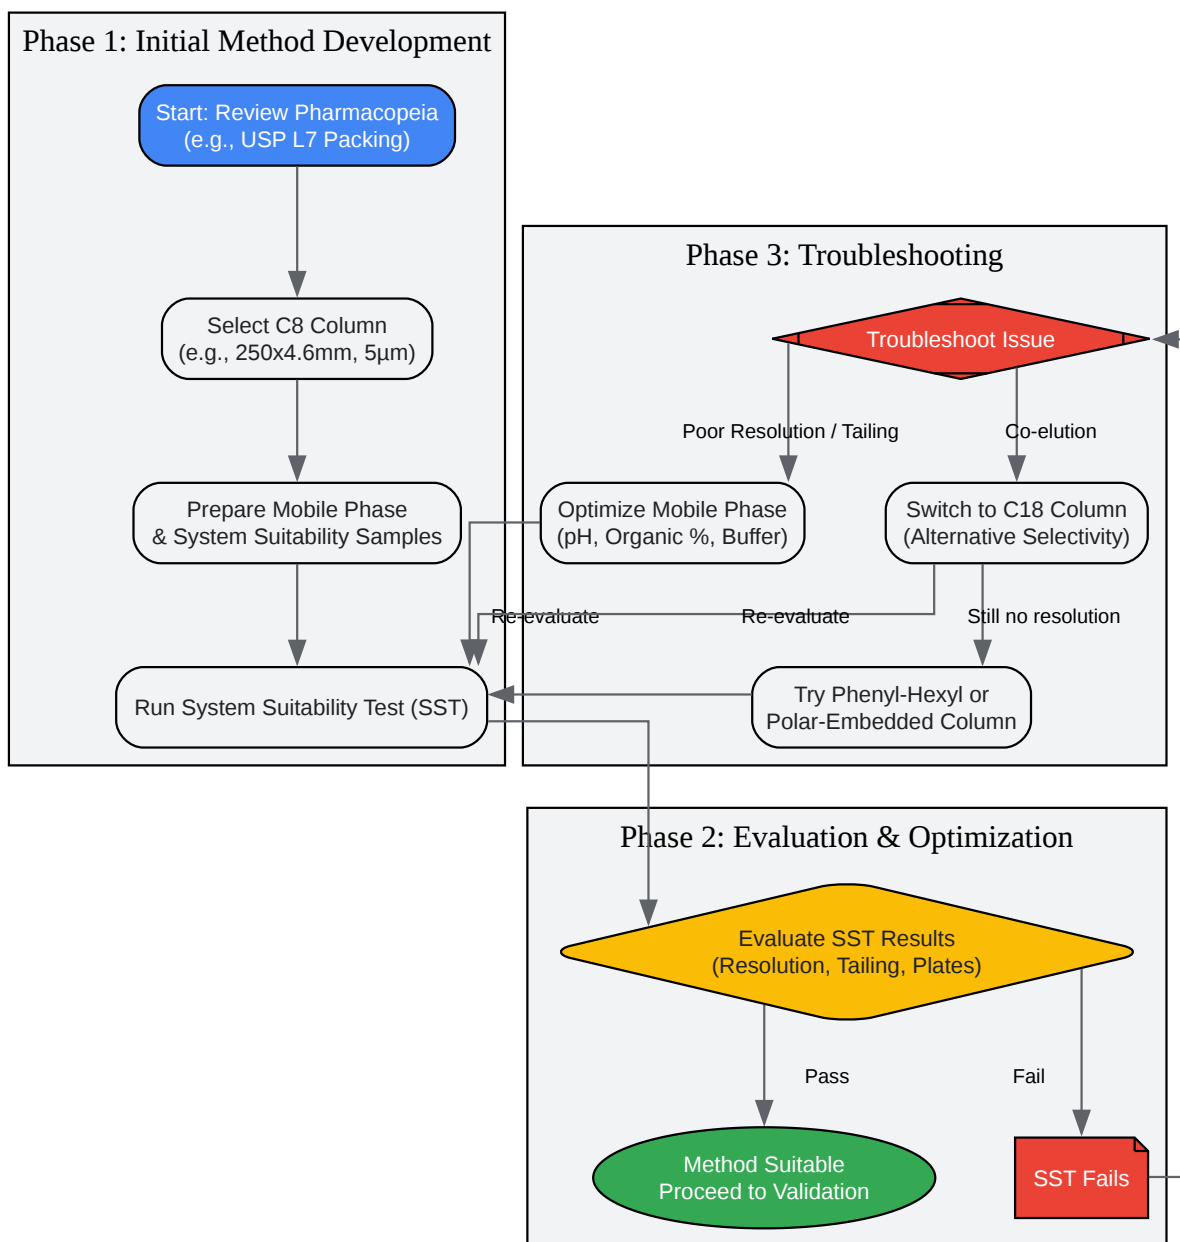 Phase 1: Initial Method Development
Start: Review Pharmacopeia
(e.g., USP L7 Packing)
Select C8 Column
(e.g., 250x4.6mm, 5µm)
Prepare Mobile Phase
& System Suitability Samples
Run System Suitability Test (SST)
Phase 3: Troubleshooting
Troubleshoot Issue
Poor Resolution / Tailing
Co-elution
Optimize Mobile Phase
(pH, Organic %, Buffer)
Switch to C18 Column
(Alternative Selectivity)
Re-evaluate
Re-evaluate
Still no resolution
Try Phenyl-Hexyl or
Polar-Embedded Column
Phase 2: Evaluation & Optimization
Evaluate SST Results
(Resolution, Tailing, Plates)
Pass
Fail
Method Suitable
Proceed to Validation
SST Fails